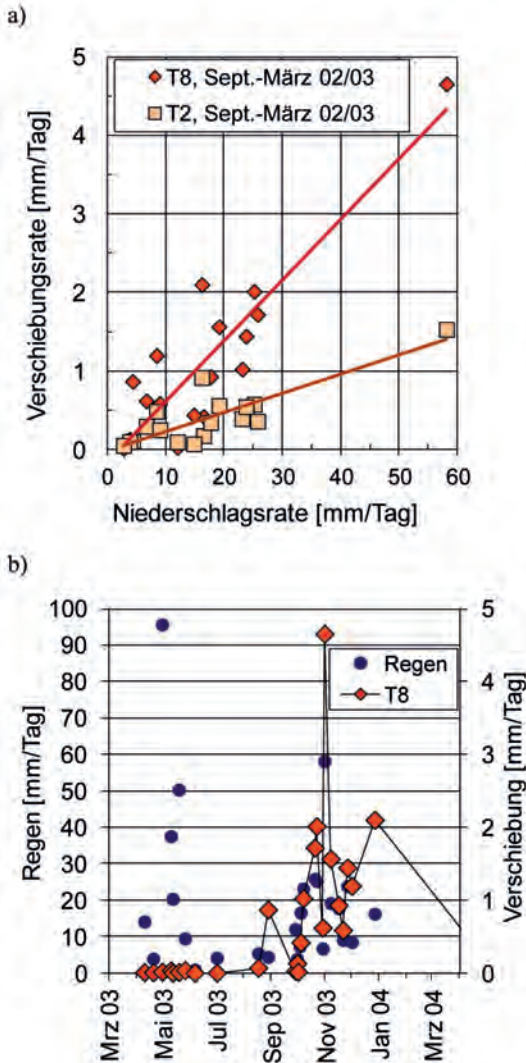 a)
5
4
3
2
1
0
Verschiebungsrate [mm/Tag]
T8, Sept.-März 02/03
T2, Sept.-März 02/03
0 10 20 30 40 50 60
Niederschlagsrate [mm/Tag]
b)
100
90
80
70
60
50
40
30
20
10
0
Regen [mm/Tag]
Regen
T8
5
4
3
2
1
0
Verschiebung [mm/Tag]
Mrz 03
Mai 03
Jul 03
Sep 03
Nov 03
Jan 04
Mrz 04